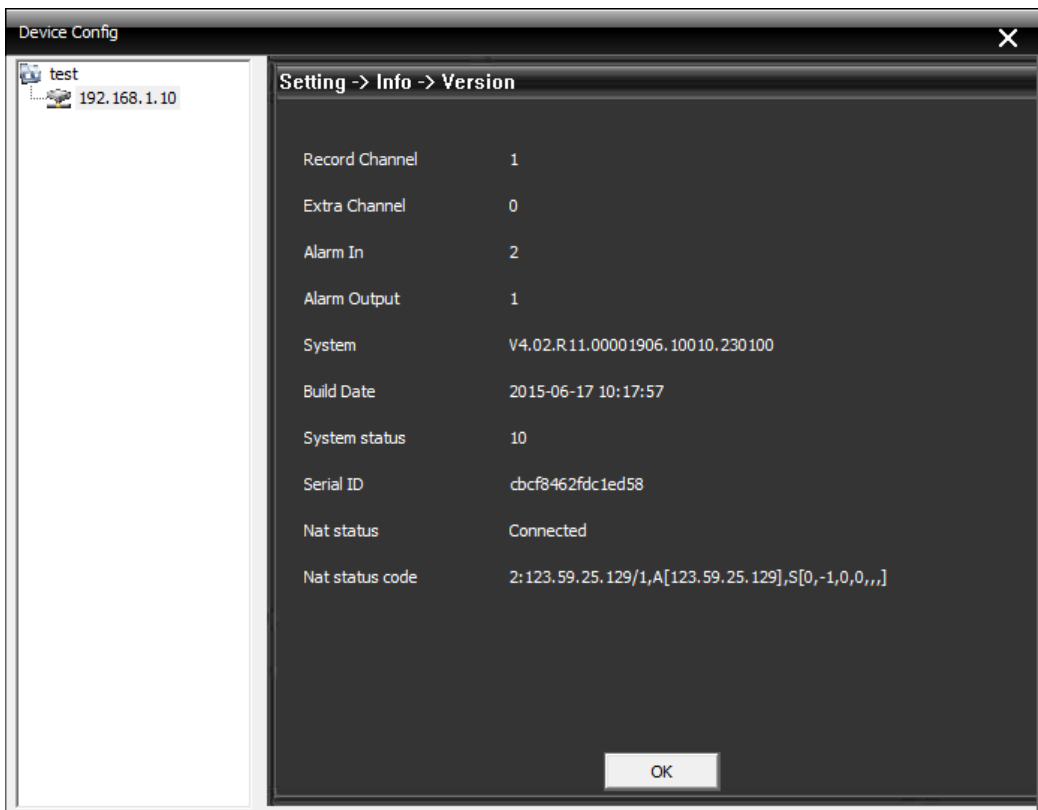 Device Config
test
192.168.1.10
Setting -> Info -> Version
Record Channel 1
Extra Channel 0
Alarm In 2
Alarm Output 1
System V4.02.R11.00001906.10010.230100
Build Date 2015-06-17 10:17:57
System status 10
Serial ID cbcf8462fdc1ed58
Nat status Connected
Nat status code 2:123.59.25.129/1,A[123.59.25.129],S[0,-1,0,0,,,]
OK